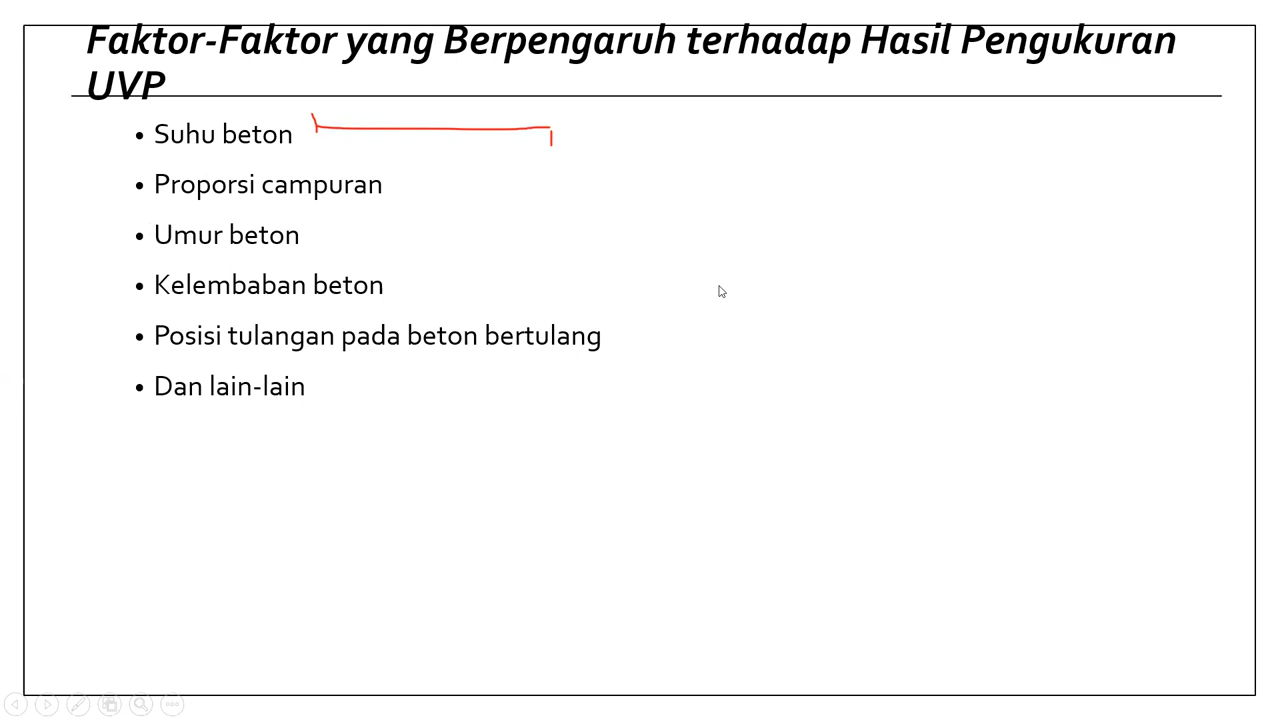 Faktor-Faktor yang Berpengaruh terhadap Hasil Pengukuran
UVP
• Suhu beton
• Proporsi campuran
• Umur beton
• Kelembaban beton
• Posisi tulangan pada beton bertulang
• Dan lain-lain